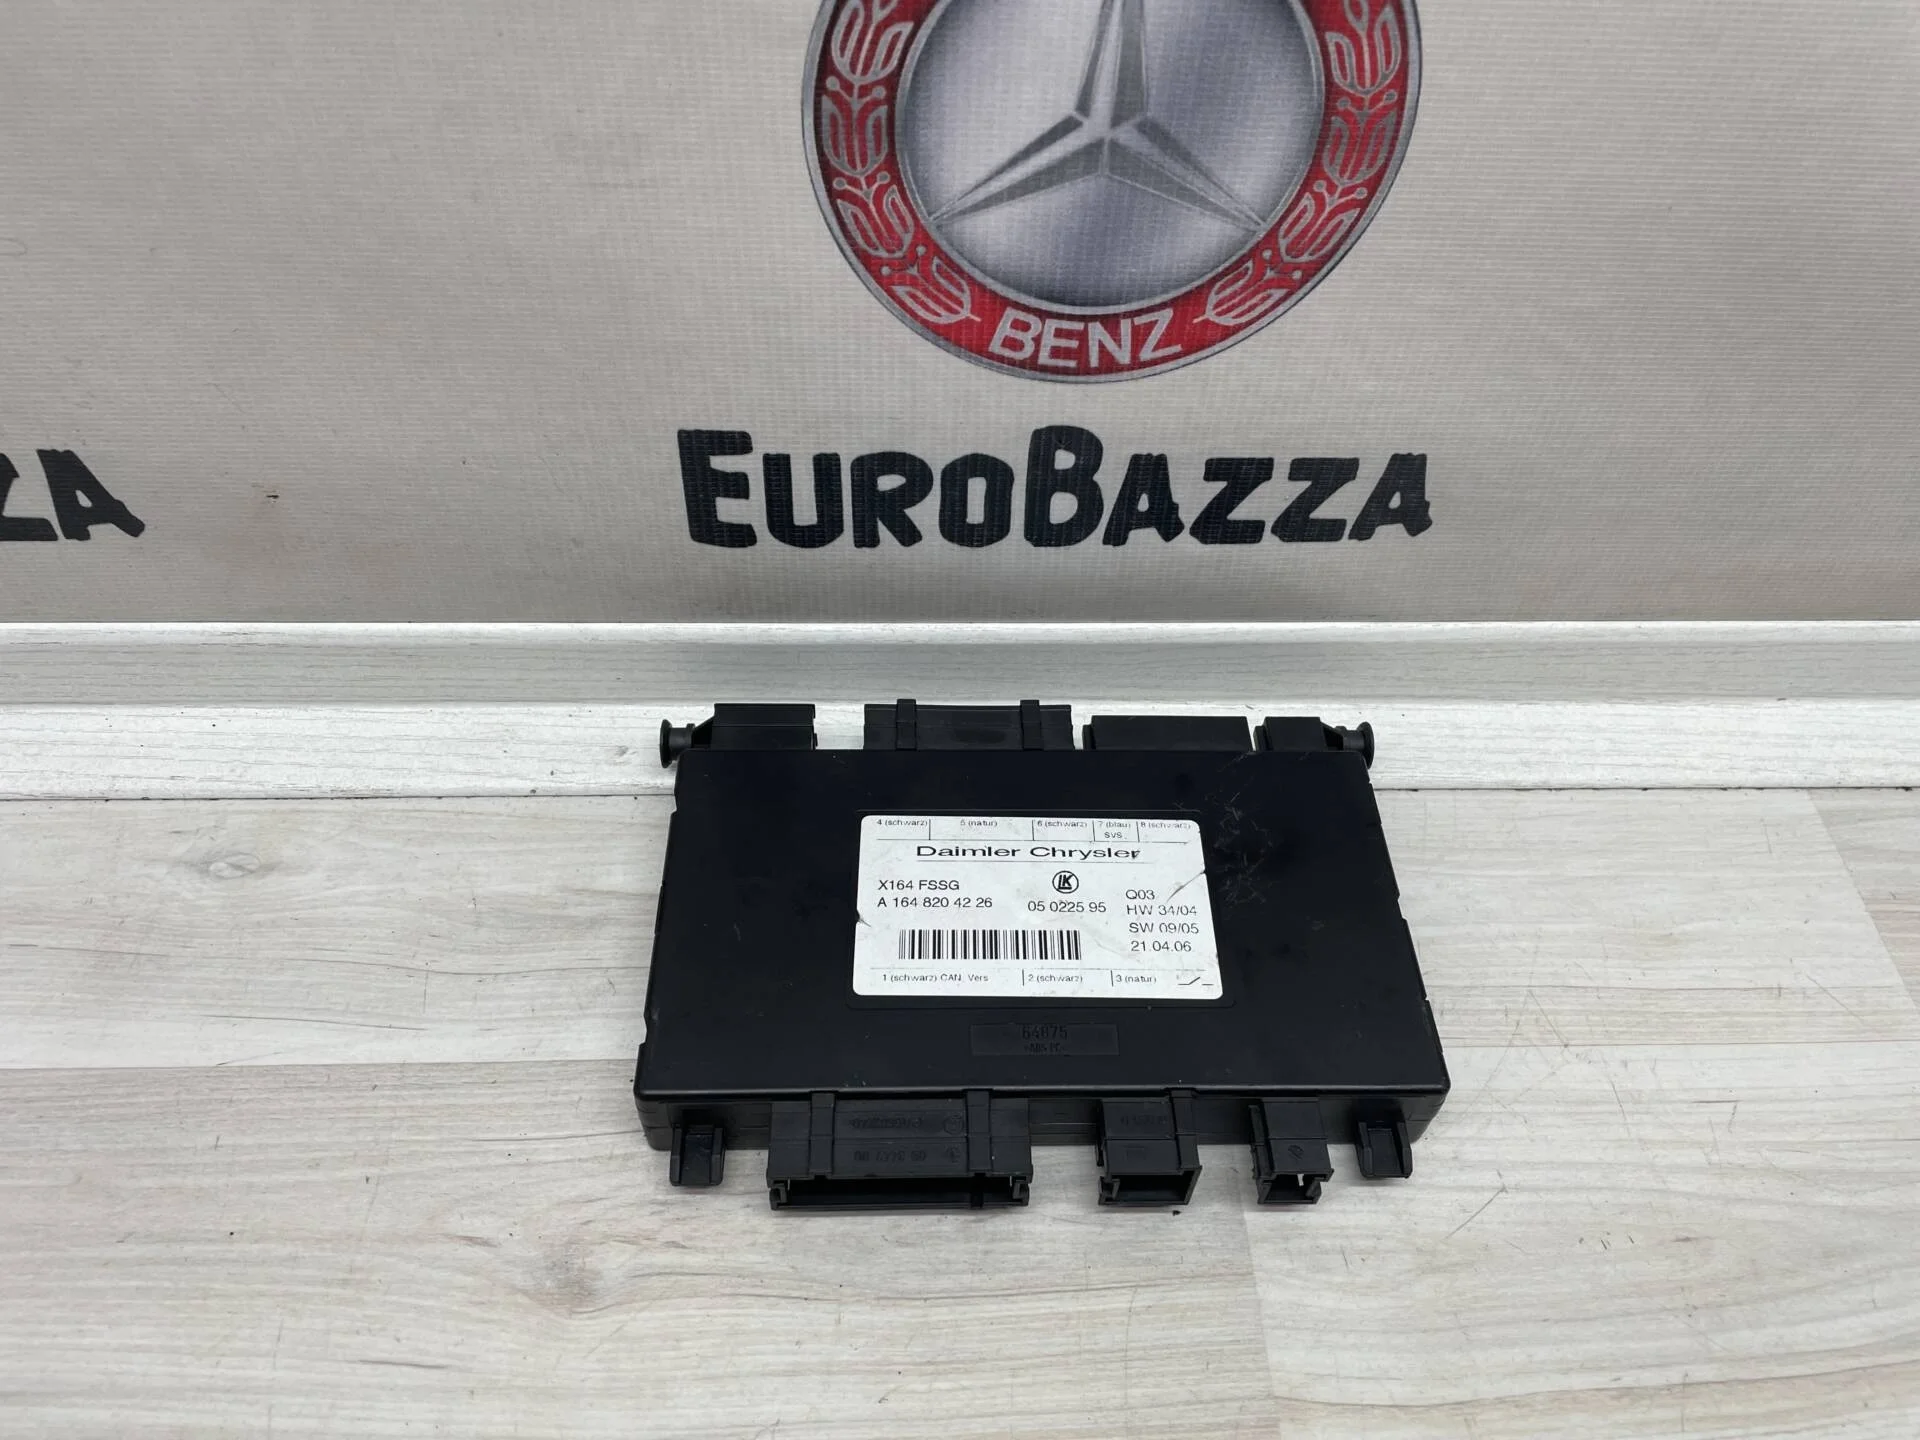 BENZ
EUROBAZZA
ZZA
4 (schwarz) 5 (natur) 6 (schwarz) 7 (blau) 8 (schwarz)
SVS
Daimler Chrysler
X164 FSSG LK
A 164 820 42 26 05 0225 95 Q03
HW 34/04
SW 09/05
21.04.06
1 (schwarz) CAN, Vers 2 (schwarz) 3 (natur)
64075